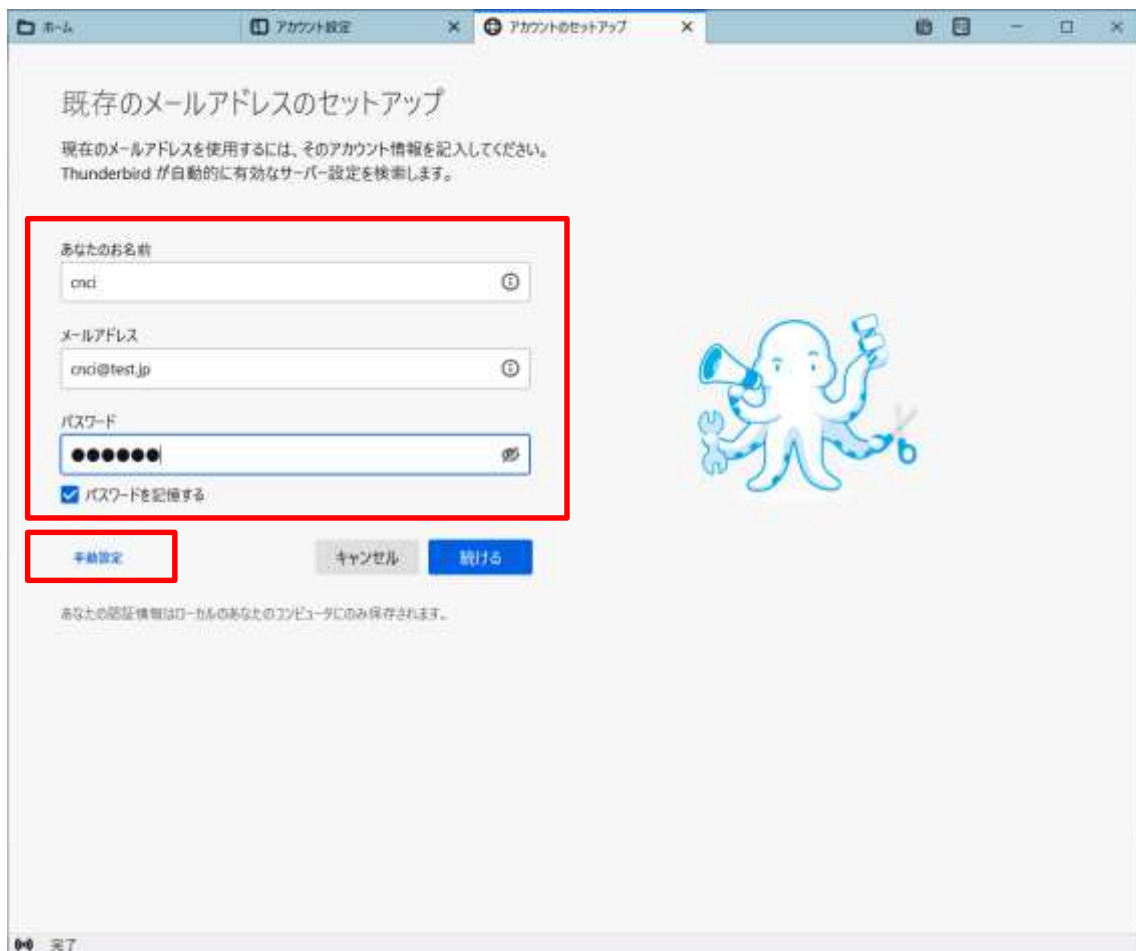 ホーム
アカウント設定
アカウントのセットアップ
既存のメールアドレスのセットアップ
現在のメールアドレスを使用するには、そのアカウント情報を記入してください。
Thunderbird が自動的に有効なサーバー設定を検索します。
あなたのお名前
cnci
メールアドレス
cnci@test.jp
パスワード
パスワードを記憶する
手動設定
キャンセル
続ける
あなたの認証情報はローカルのあなたのコンピュータにのみ保存されます。
完了